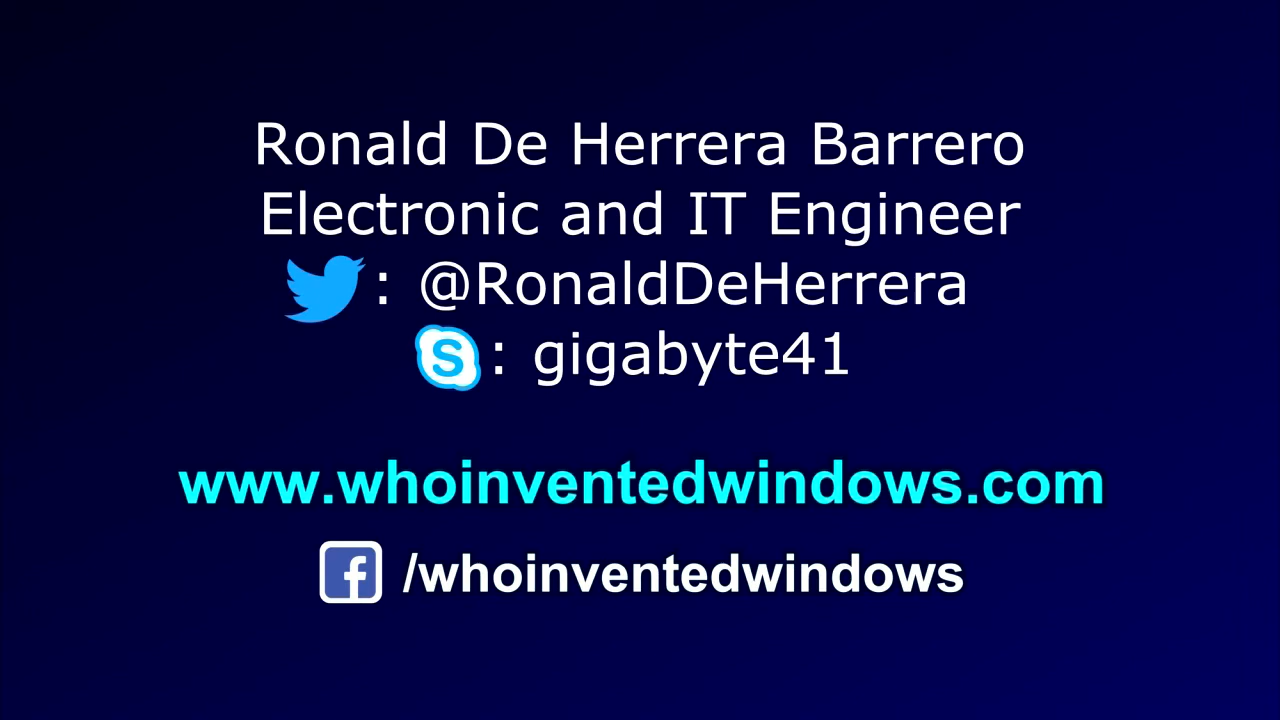 Ronald De Herrera Barrero
Electronic and IT Engineer
: @RonaldDeHerrera
S : gigabyte41
www.whoinventedwindows.com
f /whoinventedwindows